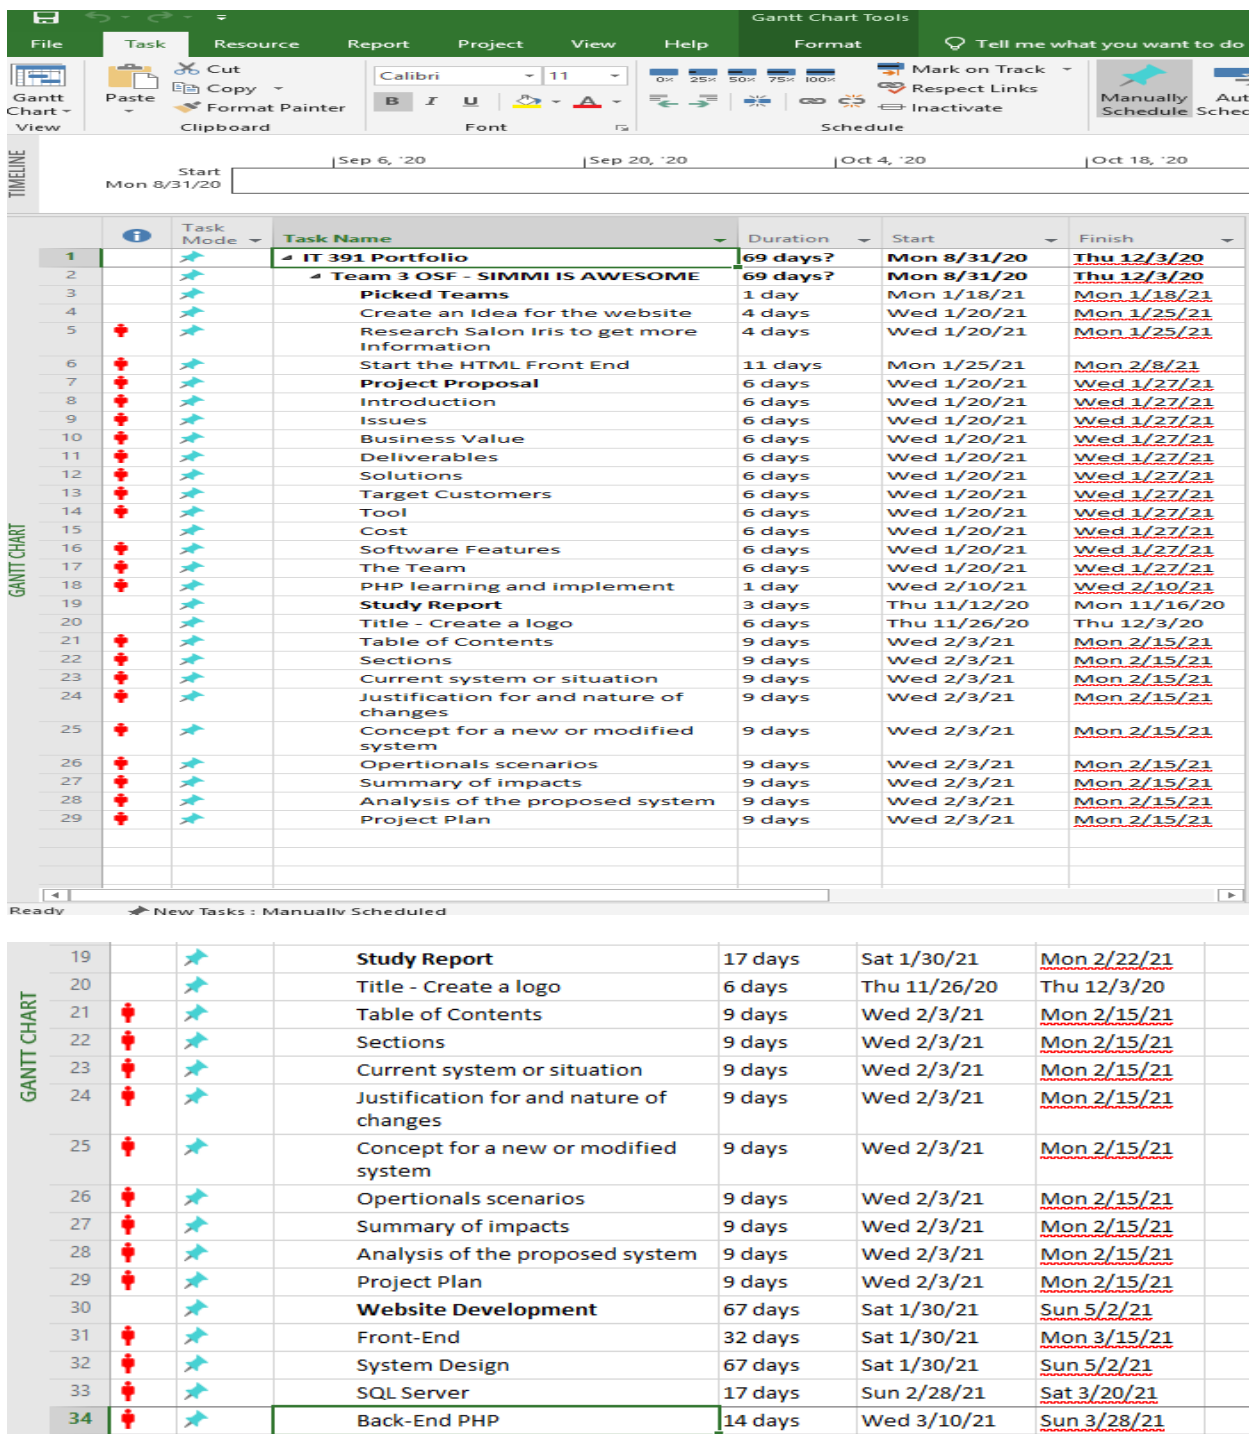 Gantt Chart Tools
File Task Resource Report Project View Help Format Tell me what you want to do
Gantt Chart
View
Paste
Cut
Copy
Format Painter
Clipboard
Calibri 11
B I U A
Font
0% 25% 50% 75% 100%
Mark on Track
Respect Links
Inactivate
Schedule
Manually Schedule
TIMELINE
Start
Mon 8/31/20
Sep 6, '20 Sep 20, '20 Oct 4, '20 Oct 18, '20
Task Mode Task Name Duration Start Finish
GANTT CHART
1 IT 391 Portfolio 69 days? Mon 8/31/20 Thu 12/3/20
2 Team 3 OSF - SIMMI IS AWESOME 69 days? Mon 8/31/20 Thu 12/3/20
3 Picked Teams 1 day Mon 1/18/21 Mon 1/18/21
4 Create an Idea for the website 4 days Wed 1/20/21 Mon 1/25/21
5 Research Salon Iris to get more 4 days Wed 1/20/21 Mon 1/25/21
Information
6 Start the HTML Front End 11 days Mon 1/25/21 Mon 2/8/21
7 Project Proposal 6 days Wed 1/20/21 Wed 1/27/21
8 Introduction 6 days Wed 1/20/21 Wed 1/27/21
9 Issues 6 days Wed 1/20/21 Wed 1/27/21
10 Business Value 6 days Wed 1/20/21 Wed 1/27/21
11 Deliverables 6 days Wed 1/20/21 Wed 1/27/21
12 Solutions 6 days Wed 1/20/21 Wed 1/27/21
13 Target Customers 6 days Wed 1/20/21 Wed 1/27/21
14 Tool 6 days Wed 1/20/21 Wed 1/27/21
15 Cost 6 days Wed 1/20/21 Wed 1/27/21
16 Software Features 6 days Wed 1/20/21 Wed 1/27/21
17 The Team 6 days Wed 1/20/21 Wed 1/27/21
18 PHP learning and implement 1 day Wed 2/10/21 Wed 2/10/21
19 Study Report 3 days Thu 11/12/20 Mon 11/16/20
20 Title - Create a logo 6 days Thu 11/26/20 Thu 12/3/20
21 Table of Contents 9 days Wed 2/3/21 Mon 2/15/21
22 Sections 9 days Wed 2/3/21 Mon 2/15/21
23 Current system or situation 9 days Wed 2/3/21 Mon 2/15/21
24 Justification for and nature of 9 days Wed 2/3/21 Mon 2/15/21
changes
25 Concept for a new or modified 9 days Wed 2/3/21 Mon 2/15/21
system
26 Opertionals scenarios 9 days Wed 2/3/21 Mon 2/15/21
27 Summary of impacts 9 days Wed 2/3/21 Mon 2/15/21
28 Analysis of the proposed system 9 days Wed 2/3/21 Mon 2/15/21
29 Project Plan 9 days Wed 2/3/21 Mon 2/15/21
Ready New Tasks : Manually Scheduled
GANTT CHART
19 Study Report 17 days Sat 1/30/21 Mon 2/22/21
20 Title - Create a logo 6 days Thu 11/26/20 Thu 12/3/20
21 Table of Contents 9 days Wed 2/3/21 Mon 2/15/21
22 Sections 9 days Wed 2/3/21 Mon 2/15/21
23 Current system or situation 9 days Wed 2/3/21 Mon 2/15/21
24 Justification for and nature of 9 days Wed 2/3/21 Mon 2/15/21
changes
25 Concept for a new or modified 9 days Wed 2/3/21 Mon 2/15/21
system
26 Opertionals scenarios 9 days Wed 2/3/21 Mon 2/15/21
27 Summary of impacts 9 days Wed 2/3/21 Mon 2/15/21
28 Analysis of the proposed system 9 days Wed 2/3/21 Mon 2/15/21
29 Project Plan 9 days Wed 2/3/21 Mon 2/15/21
30 Website Development 67 days Sat 1/30/21 Sun 5/2/21
31 Front-End 32 days Sat 1/30/21 Mon 3/15/21
32 System Design 67 days Sat 1/30/21 Sun 5/2/21
33 SQL Server 17 days Sun 2/28/21 Sat 3/20/21
34 Back-End PHP 14 days Wed 3/10/21 Sun 3/28/21